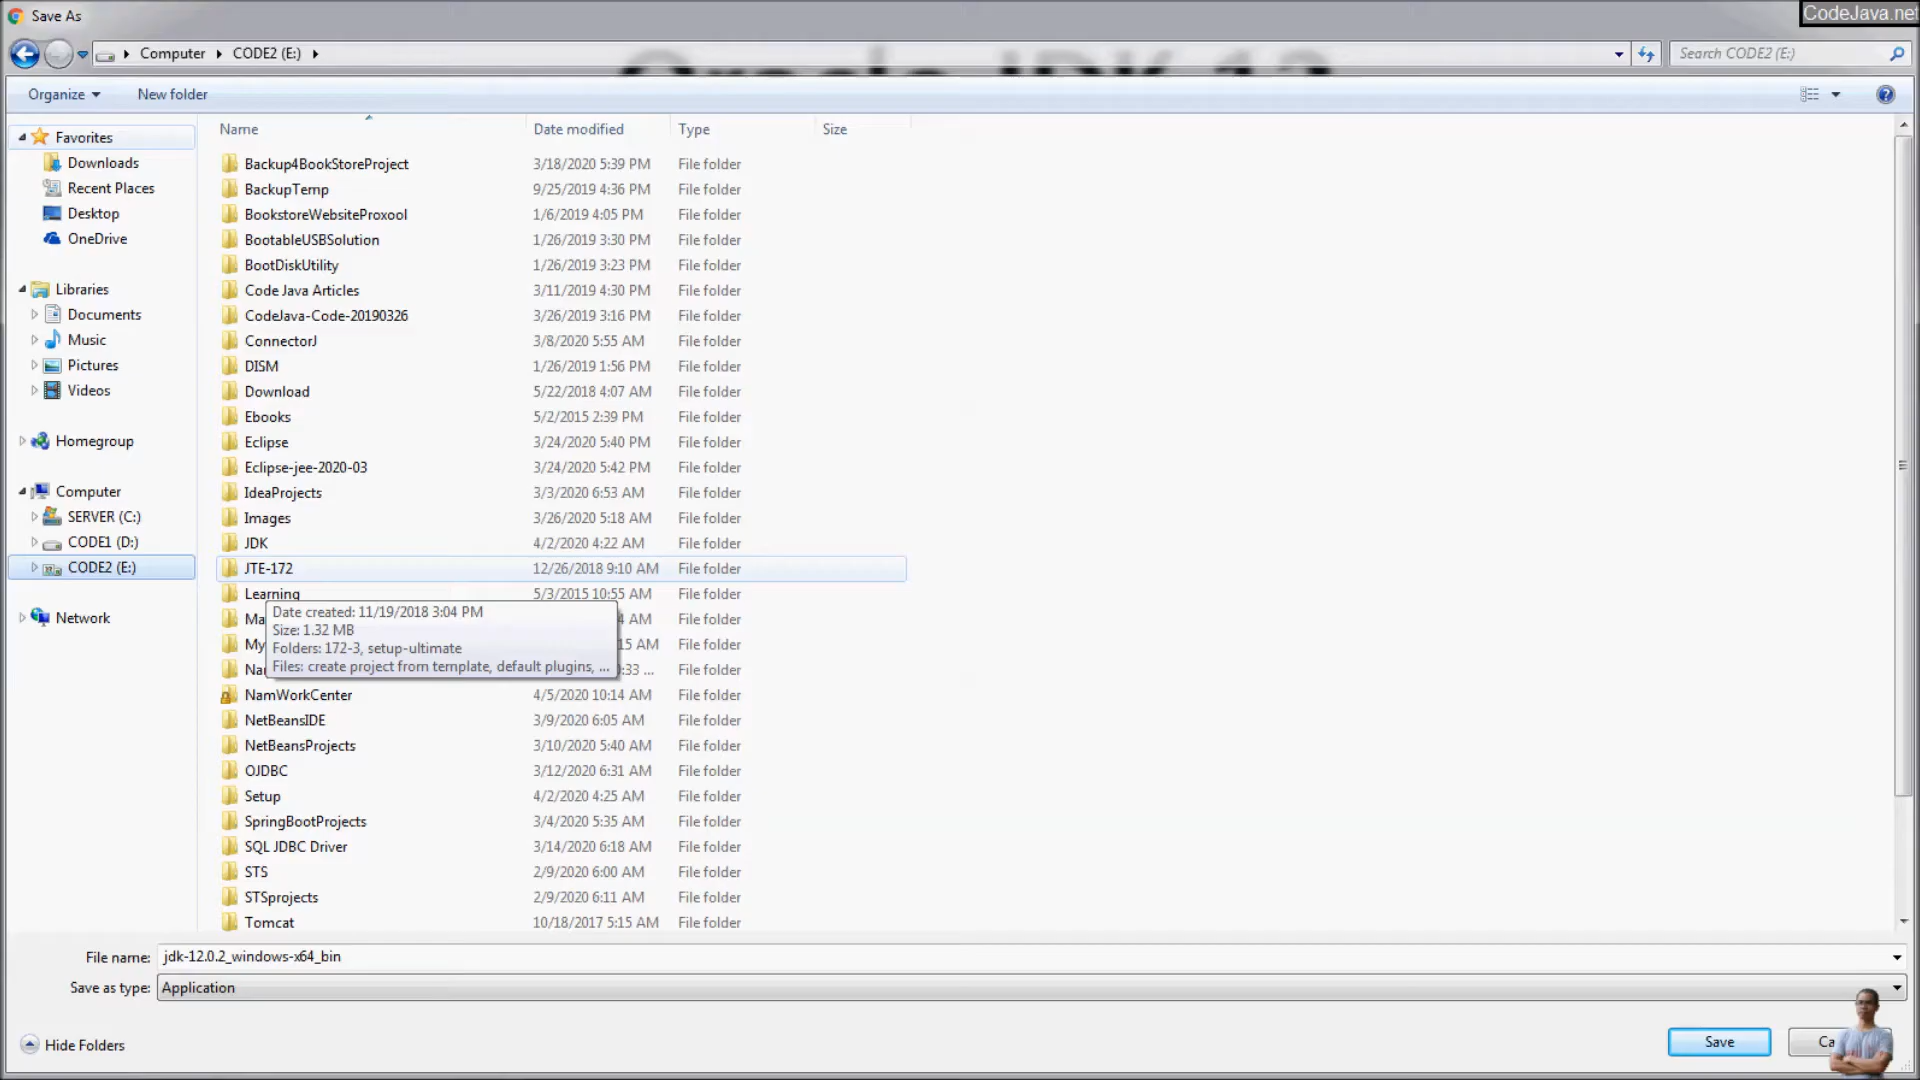 Save As
CodeJava.net
Computer CODE2 (E:)
Search CODE2 (E:)
Organize
New folder
Name
Date modified
Type
Size
Favorites
Downloads
Recent Places
Desktop
OneDrive
Libraries
Documents
Music
Pictures
Videos
Homegroup
Computer
SERVER (C:)
CODE1 (D:)
CODE2 (E:)
Network
Backup4BookStoreProject 3/18/2020 5:39 PM File folder
BackupTemp 9/25/2019 4:36 PM File folder
BookstoreWebsiteProxool 1/6/2019 4:05 PM File folder
BootableUSBSolution 1/26/2019 3:30 PM File folder
BootDiskUtility 1/26/2019 3:23 PM File folder
Code Java Articles 3/11/2019 4:30 PM File folder
CodeJava-Code-20190326 3/26/2019 3:16 PM File folder
ConnectorJ 3/8/2020 5:55 AM File folder
DISM 1/26/2019 1:56 PM File folder
Download 5/22/2018 4:07 AM File folder
Ebooks 5/2/2015 2:39 PM File folder
Eclipse 3/24/2020 5:40 PM File folder
Eclipse-jee-2020-03 3/24/2020 5:42 PM File folder
IdeaProjects 3/3/2020 6:53 AM File folder
Images 3/26/2020 5:18 AM File folder
JDK 4/2/2020 4:22 AM File folder
JTE-172 12/26/2018 9:10 AM File folder
Learning 5/3/2015 10:55 AM File folder
Date created: 11/19/2018 3:04 PM
Size: 1.32 MB
Folders: 172-3, setup-ultimate
Files: create project from template, default plugins, ...
File folder
File folder
File folder
NamWorkCenter 4/5/2020 10:14 AM File folder
NetBeansIDE 3/9/2020 6:05 AM File folder
NetBeansProjects 3/10/2020 5:40 AM File folder
OJDBC 3/12/2020 6:31 AM File folder
Setup 4/2/2020 4:25 AM File folder
SpringBootProjects 3/4/2020 5:35 AM File folder
SQL JDBC Driver 3/14/2020 6:18 AM File folder
STS 2/9/2020 6:00 AM File folder
STSprojects 2/9/2020 6:11 AM File folder
Tomcat 10/18/2017 5:15 AM File folder
File name: jdk-12.0.2_windows-x64_bin
Save as type: Application
Hide Folders
Save